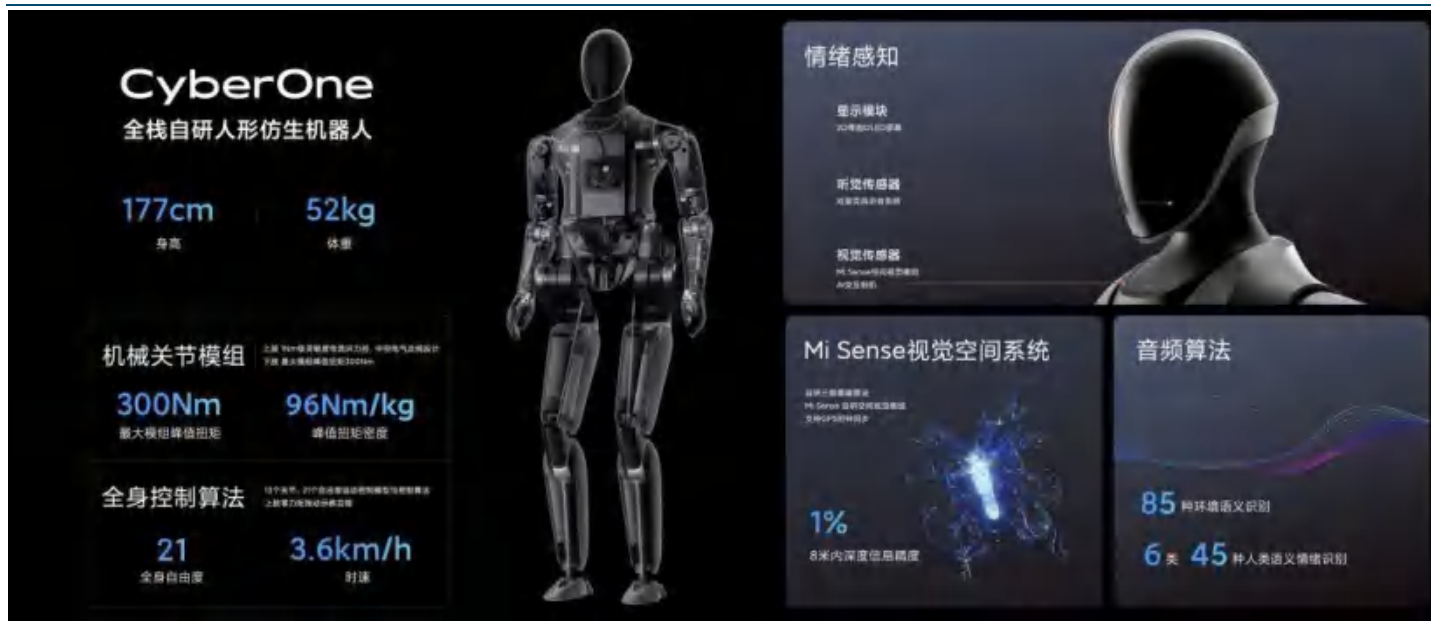 CyberOne
全栈自研人形仿生机器人
177cm
52kg
身高
体重
机械关节模组
300Nm
96Nm/kg
最大模组峰值扭矩
峰值扭矩密度
全身控制算法
21
3.6km/h
全身自由度
时速
情绪感知
显示模块
听觉传感器
视觉传感器
Mi Sense视觉空间系统
1%
8米内深度信息精度
音频算法
85 种环境语义识别
6 类 45 种人类语义情绪识别